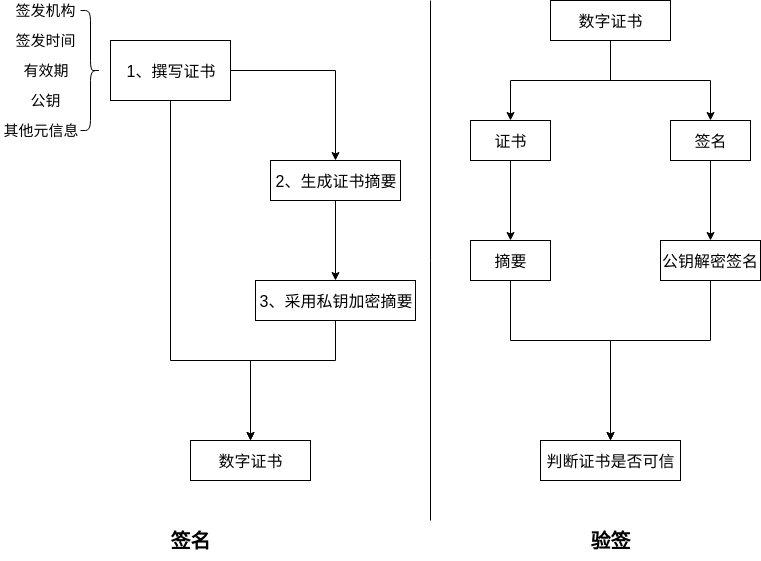 签发机构
签发时间
有效期
公钥
其他元信息
1、撰写证书
2、生成证书摘要
3、采用私钥加密摘要
数字证书
签名
数字证书
证书
签名
摘要
公钥解密签名
判断证书是否可信
验签